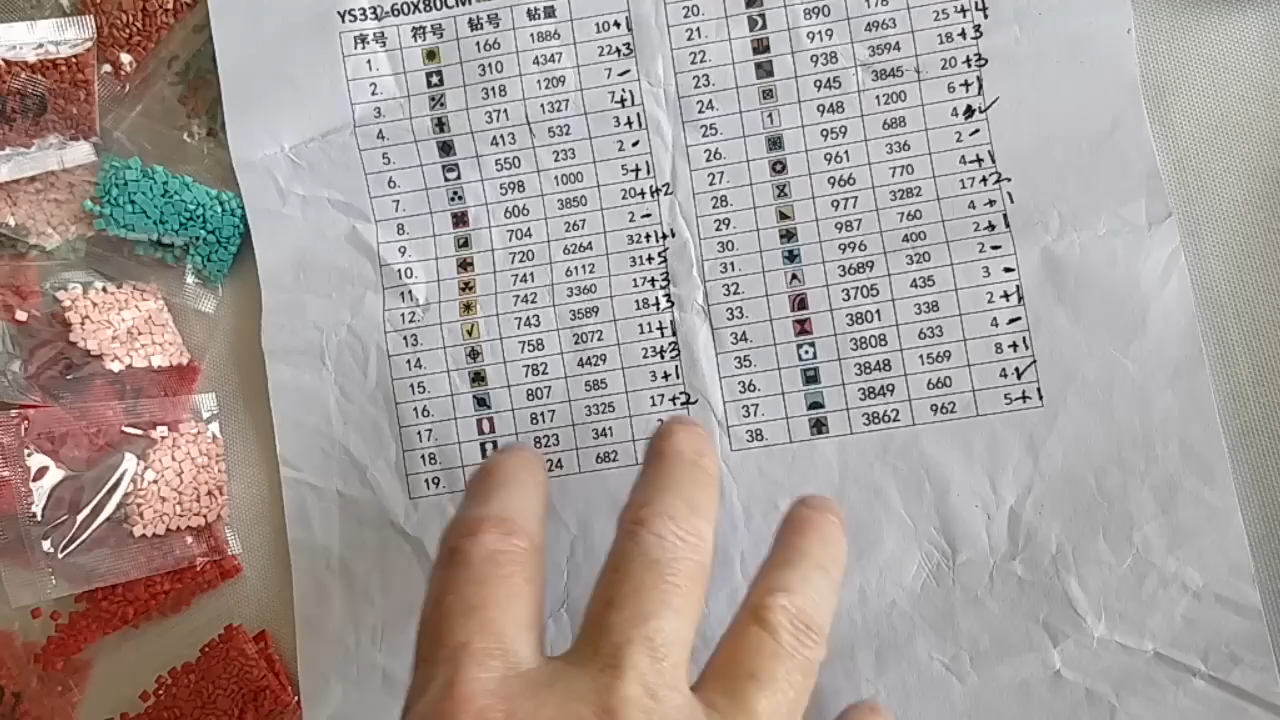 YS332-60X80CM
序号 符号 钻号 钻量
1. 166 1886 10+1
2. 310 4347 22+3
3. 318 1209 7-
4. 371 1327 7+1
5. 413 532 3+1
6. 550 233 2-
7. 598 1000 5+1
8. 606 3850 20+1+2
9. 704 267 2-
10. 720 6264 32+1+1
11. 741 6112 31+5
12. 742 3360 17+3
13. 743 3589 18+3
14. 758 2072 11+1
15. 782 4429 23+3
16. 807 585 3+1
17. 817 3325 17+2
18. 823 341
19. 24 682
20.
21. 890 178
22. 919 4963 25+4
23. 938 3594 18+3
24. 945 3845 20+3
25. 948 1200 6+1
26. 959 688 4✓
27. 961 336 2-
28. 966 770 4+1
29. 977 3282 17+2
30. 987 760 4+1
31. 996 400 2+1
32. 3689 320 2-
33. 3705 435 3-
34. 3801 338 2+1
35. 3808 633 4-
36. 3848 1569 8+1
37. 3849 660 4✓
38. 3862 962 5+1